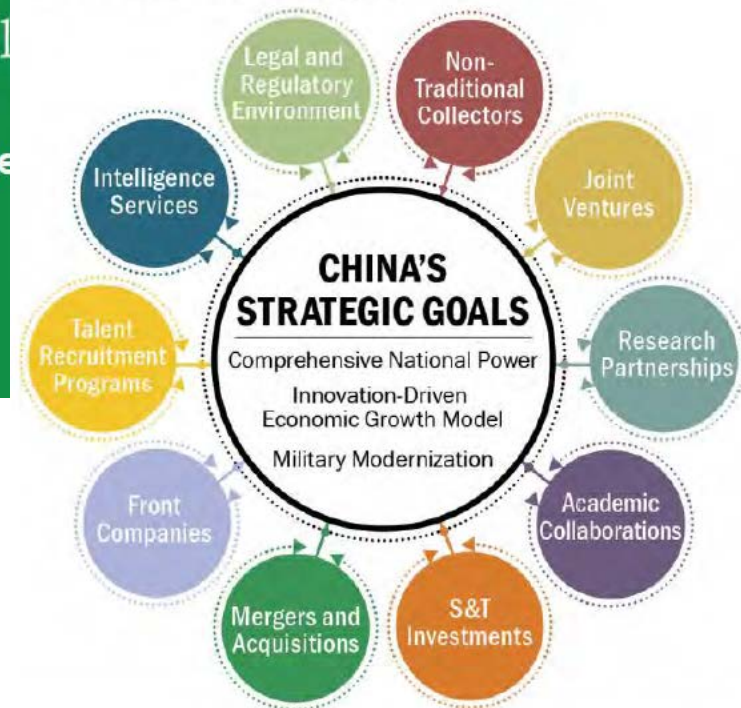 Legal and
Regulatory
Environment
Non-
Traditional
Collectors
Intelligence
Services
Joint
Ventures
CHINA'S
STRATEGIC GOALS
Comprehensive National Power
Innovation-Driven
Economic Growth Model
Military Modernization
Talent
Recruitment
Programs
Research
Partnerships
Front
Companies
Academic
Collaborations
Mergers and
Acquisitions
S&T
Investments